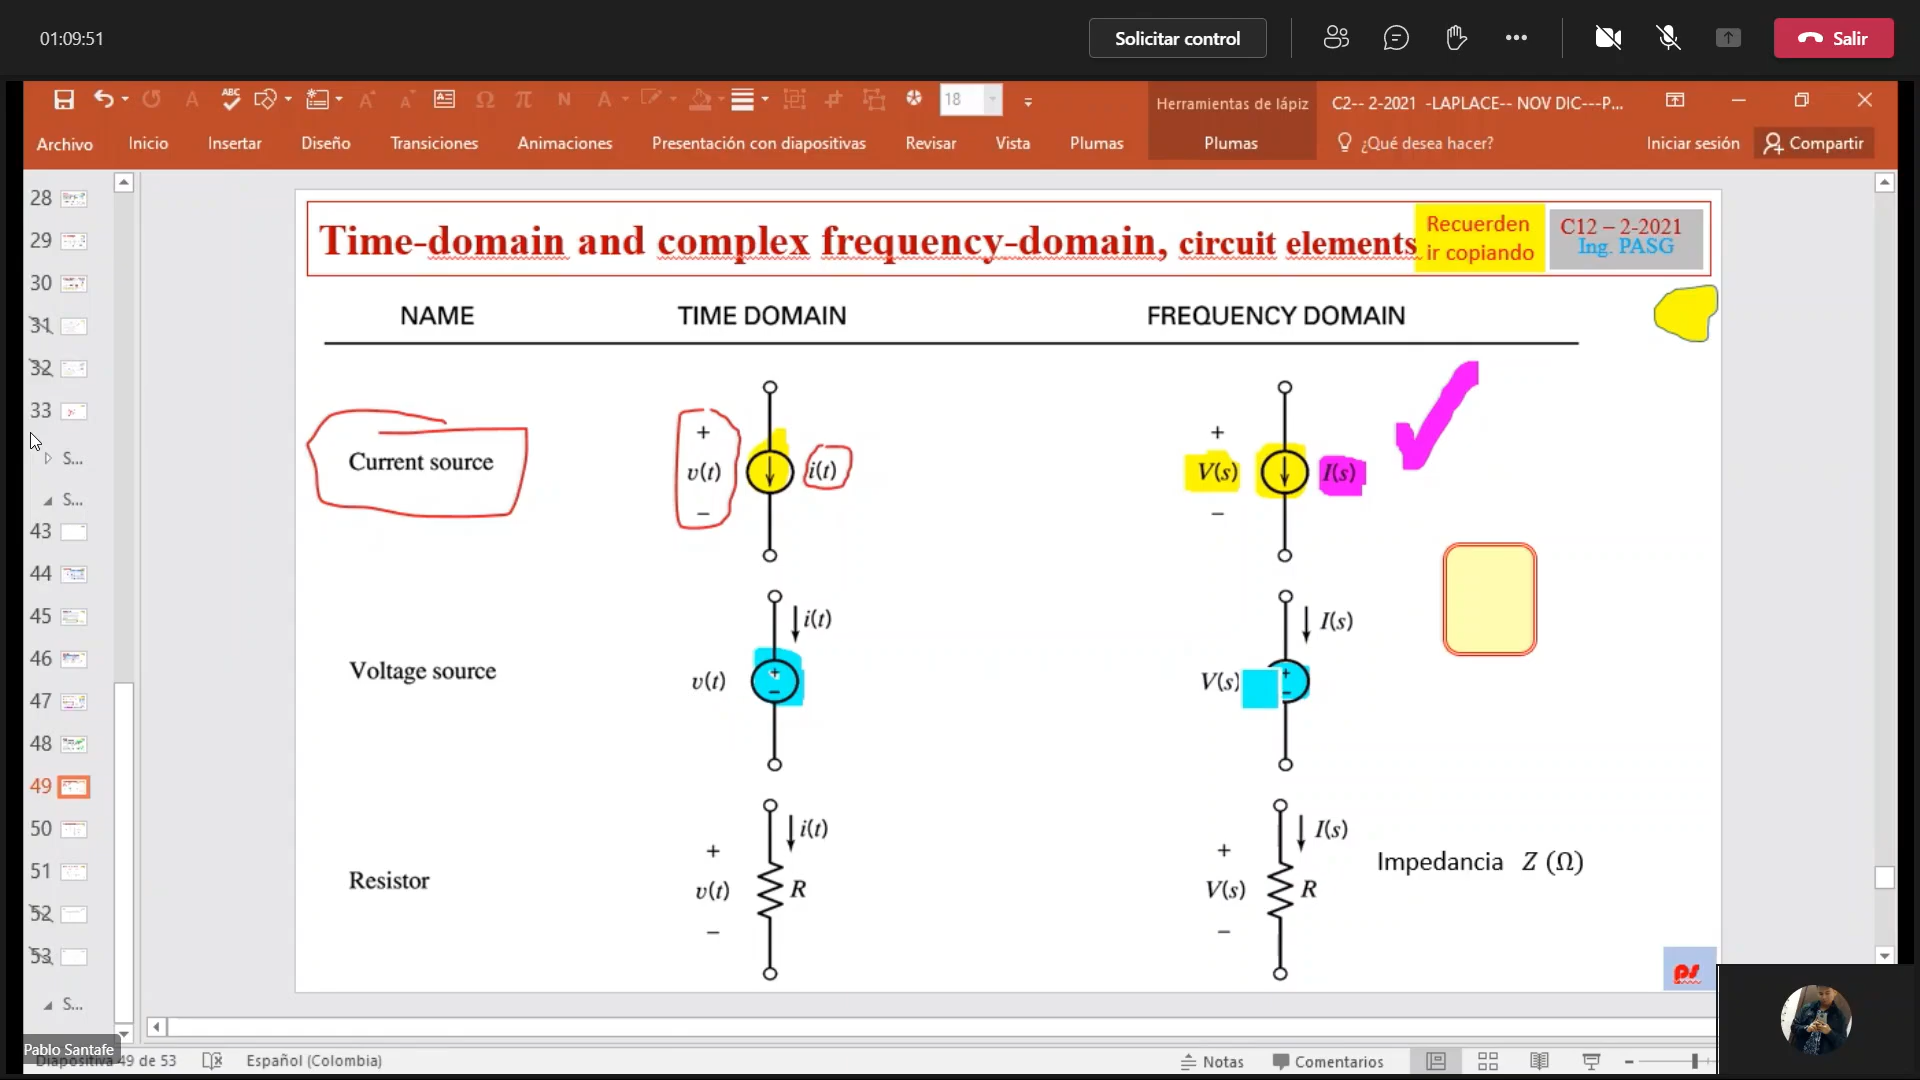 01:09:51
Solicitar control
Salir
18
Herramientas de lápiz
C2-- 2-2021 -LAPLACE-- NOV DIC---P...
Archivo
Inicio
Insertar
Diseño
Transiciones
Animaciones
Presentación con diapositivas
Revisar
Vista
Plumas
Plumas
¿Qué desea hacer?
Iniciar sesión
Compartir
28
29
30
31
32
33
S...
S...
43
44
45
46
47
48
49
50
51
52
53
S...
Time-domain and complex frequency-domain, circuit elements
Recuerden
ir copiando
C12 – 2-2021
Ing. PASG
NAME TIME DOMAIN FREQUENCY DOMAIN
Current source
+
v(t)
−
i(t)
+
V(s)
−
I(s)
Voltage source
v(t)
+
−
i(t)
V(s)
+
−
I(s)
Resistor
+
v(t)
−
i(t)
R
+
V(s)
−
I(s)
R
Impedancia Z (Ω)
ps
Pablo Santafe
Diapositiva 49 de 53
Español (Colombia)
Notas
Comentarios